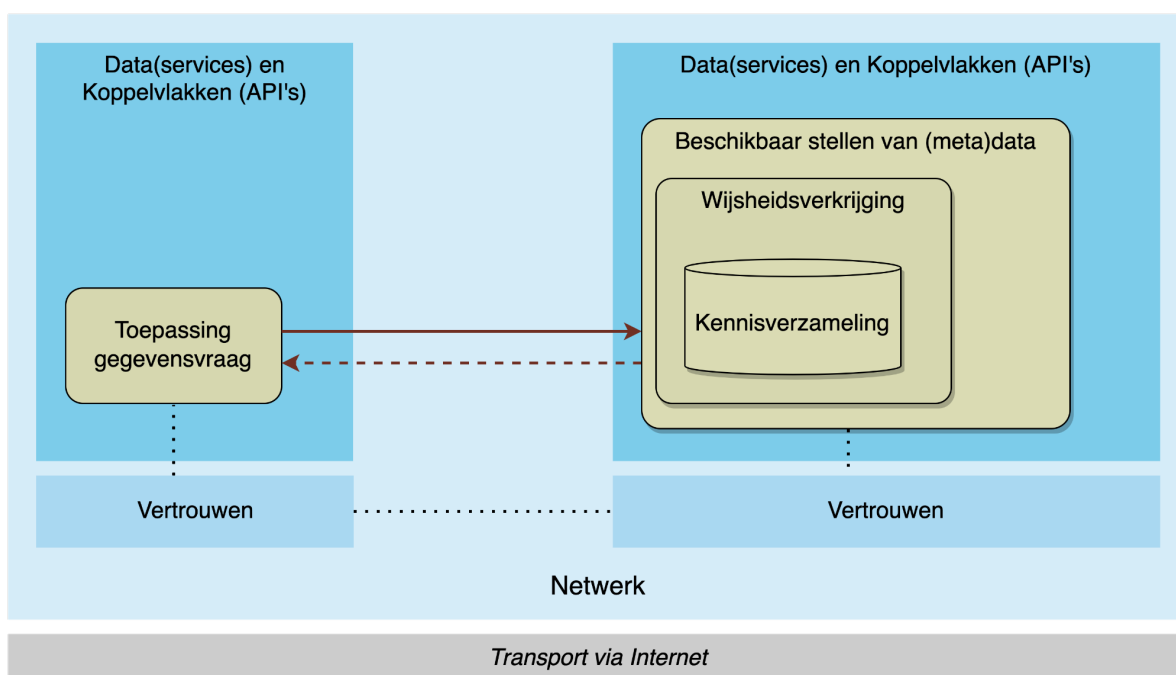 Data(services) en
Koppelvlakken (API's)
Data(services) en Koppelvlakken (API's)
Beschikbaar stellen van (meta)data
Wijsheidsverkrijging
Kennisverzameling
Toepassing
gegevensvraag
Vertrouwen
Vertrouwen
Netwerk
Transport via Internet